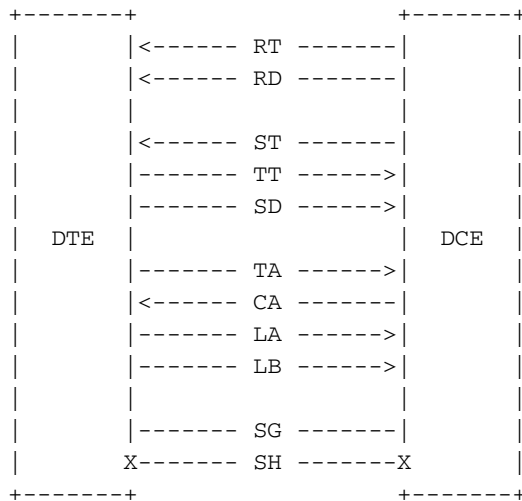 +-------+                 +-------+
|       |<------ RT -------|       |
|       |<------ RD -------|       |
|       |                 |       |
|       |<------ ST -------|       |
|       |------- TT ------>|       |
|       |------- SD ------>|       |
|  DTE  |                 |  DCE  |
|       |------- TA ------>|       |
|       |<------ CA -------|       |
|       |------- LA ------>|       |
|       |------- LB ------>|       |
|       |                 |       |
|       |------- SG -------|       |
|       X------- SH -------X       |
+-------+                 +-------+